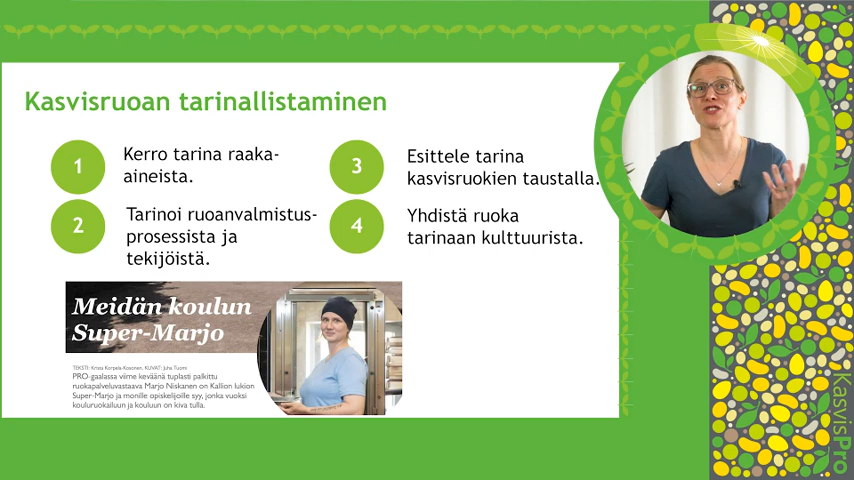 Kasvisruoan tarinallistaminen
1
Kerro tarina raaka-
aineista.
2
Tarinoi ruoanvalmistus-
prosessista ja
tekijöistä.
3
Esittele tarina
kasvisruokien taustalla.
4
Yhdistä ruoka
tarinaan kulttuurista.
Meidän koulun
Super-Marjo
TEKSTI: Krista Korpela-Kosonen, KUVAT: Juha Tuomi
PRO-gaalassa viime keväänä tuplasti palkittu
ruokapalveluvastaava Marjo Niskanen on Kallion lukion
Super-Marjo ja monille opiskelijoille syy, jonka vuoksi
kouluruokailuun ja kouluun on kiva tulla.
KasvisPro